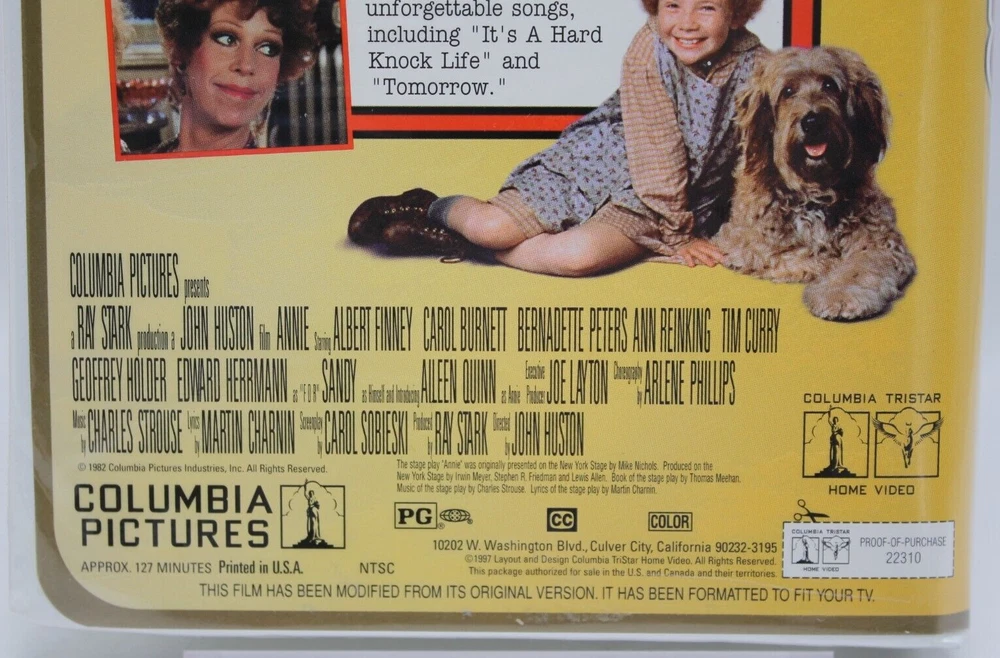 unforgettable songs,
including "It's A Hard
Knock Life" and
"Tomorrow."
COLUMBIA PICTURES presents
a RAY STARK production a JOHN HUSTON film ANNIE Starring ALBERT FINNEY CAROL BURNETT BERNADETTE PETERS ANN REINKING TIM CURRY
GEOFFREY HOLDER EDWARD HERRMANN as "FDR" SANDY as Himself and Introducing AILEEN QUINN as Annie Executive Producer JOE LAYTON Choreography by ARLENE PHILLIPS
Music by CHARLES STROUSE Lyrics by MARTIN CHARNIN Screenplay by CAROL SOBIESKI Produced by RAY STARK Directed by JOHN HUSTON
© 1982 Columbia Pictures Industries, Inc. All Rights Reserved.
The stage play "Annie" was originally presented on the New York Stage by Mike Nichols. Produced on the
New York Stage by Irwin Meyer, Stephen R. Friedman and Lewis Allen. Book of the stage play by Thomas Meehan.
Music of the stage play by Charles Strouse. Lyrics of the stage play by Martin Charnin.
COLUMBIA TRISTAR
HOME VIDEO
COLUMBIA
PICTURES
PG ® CC COLOR
10202 W. Washington Blvd., Culver City, California 90232-3195
©1997 Layout and Design Columbia TriStar Home Video. All Rights Reserved.
This package authorized for sale in the U.S. and Canada and their territories.
COLUMBIA TRISTAR
HOME VIDEO
PROOF-OF-PURCHASE
22310
APPROX. 127 MINUTES Printed in U.S.A. NTSC
THIS FILM HAS BEEN MODIFIED FROM ITS ORIGINAL VERSION. IT HAS BEEN FORMATTED TO FIT YOUR TV.